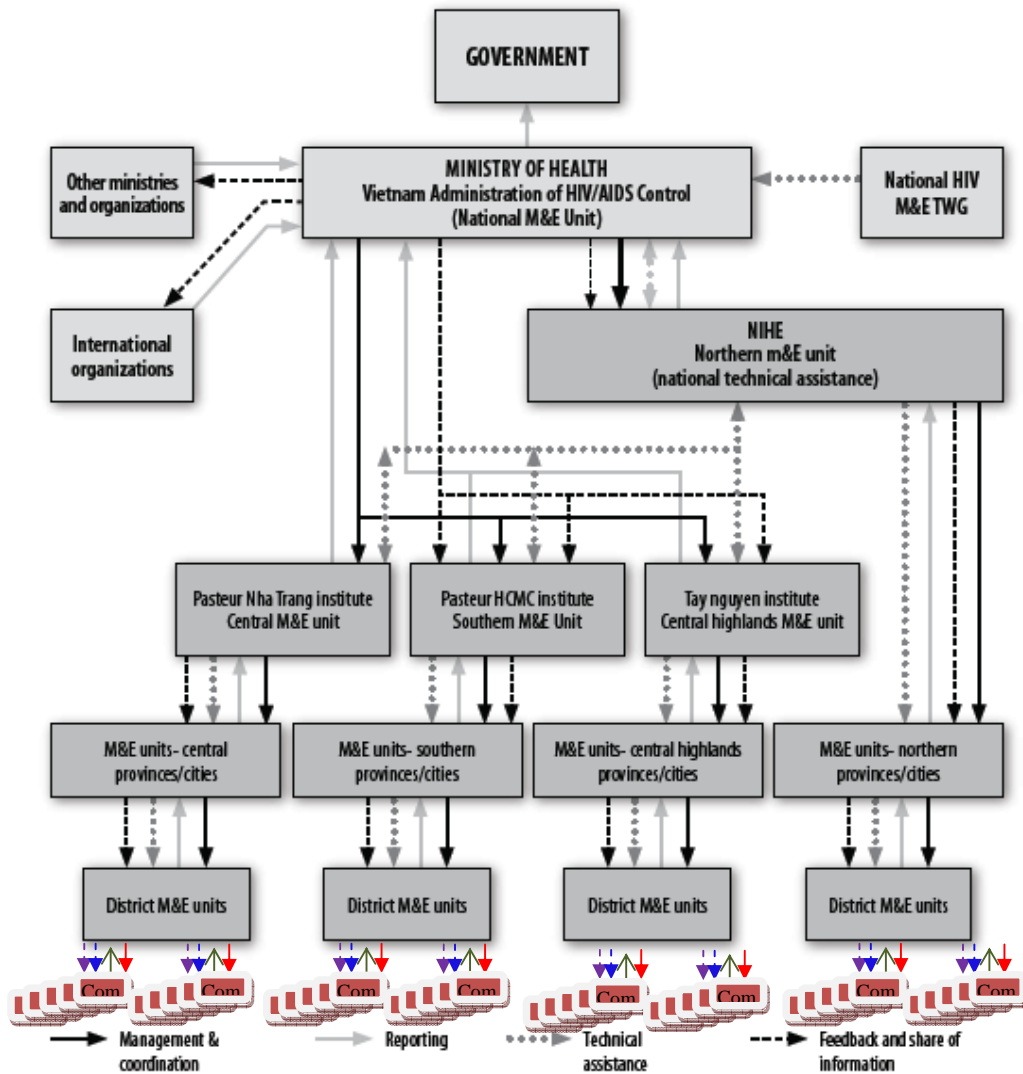 GOVERNMENT
Other ministries
and organizations
MINISTRY OF HEALTH
Vietnam Administration of HIV/AIDS Control
(National M&E Unit)
National HIV
M&E TWG
International
organizations
NIHE
Northern m&E unit
(national technical assistance)
Pasteur Nha Trang institute
Central M&E unit
Pasteur HCMC institute
Southern M&E Unit
Tay nguyen institute
Central highlands M&E unit
M&E units- central
provinces/cities
M&E units- southern
provinces/cities
M&E units- central highlands
provinces/cities
M&E units- northern
provinces/cities
District M&E units
District M&E units
District M&E units
District M&E units
Com
Com
Com
Com
Com
Com
Com
Com
Management &
coordination
Reporting
Technical
assistance
Feedback and share of
information